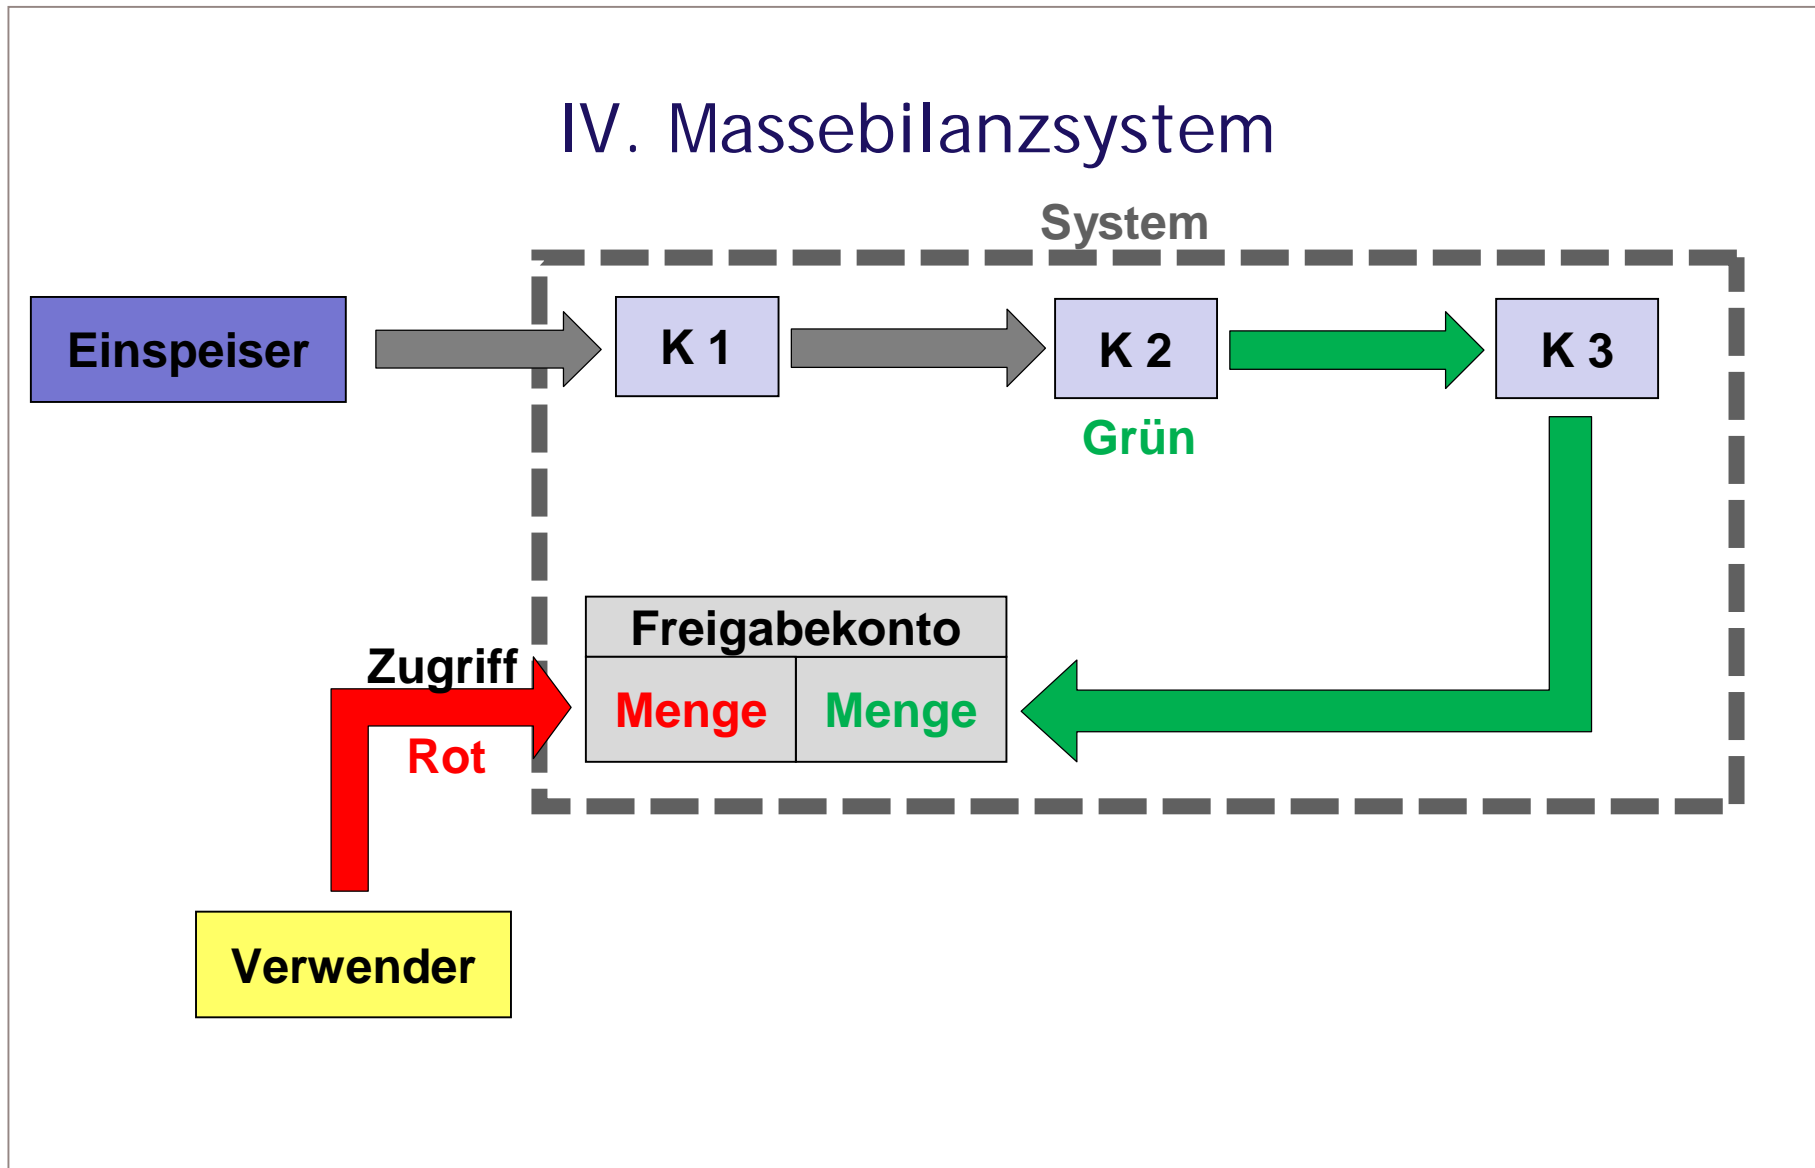 IV. Massebilanzsystem
System
Einspeiser
K 1
K 2
K 3
Grün
Freigabekonto
Zugriff
Menge
Menge
Rot
Verwender